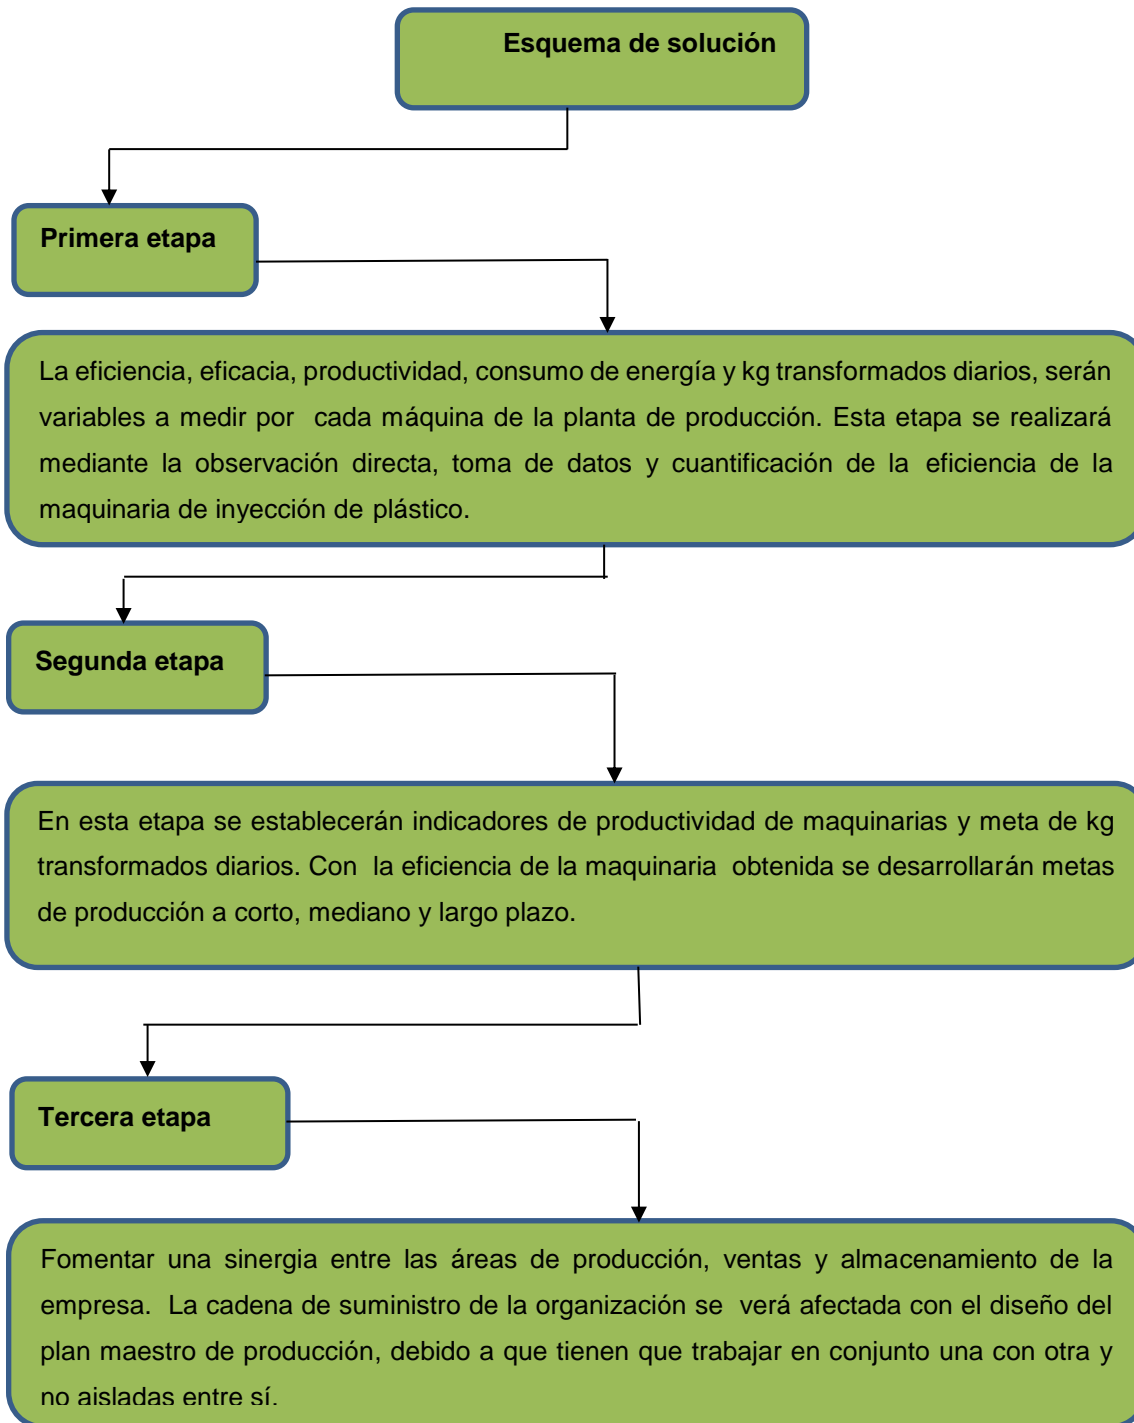 Esquema de solución
Primera etapa
La eficiencia, eficacia, productividad, consumo de energía y kg transformados diarios, serán
variables a medir por cada máquina de la planta de producción. Esta etapa se realizará
mediante la observación directa, toma de datos y cuantificación de la eficiencia de la
maquinaria de inyección de plástico.
Segunda etapa
En esta etapa se establecerán indicadores de productividad de maquinarias y meta de kg
transformados diarios. Con la eficiencia de la maquinaria obtenida se desarrollarán metas
de producción a corto, mediano y largo plazo.
Tercera etapa
Fomentar una sinergia entre las áreas de producción, ventas y almacenamiento de la
empresa. La cadena de suministro de la organización se verá afectada con el diseño del
plan maestro de producción, debido a que tienen que trabajar en conjunto una con otra y
no aisladas entre sí.